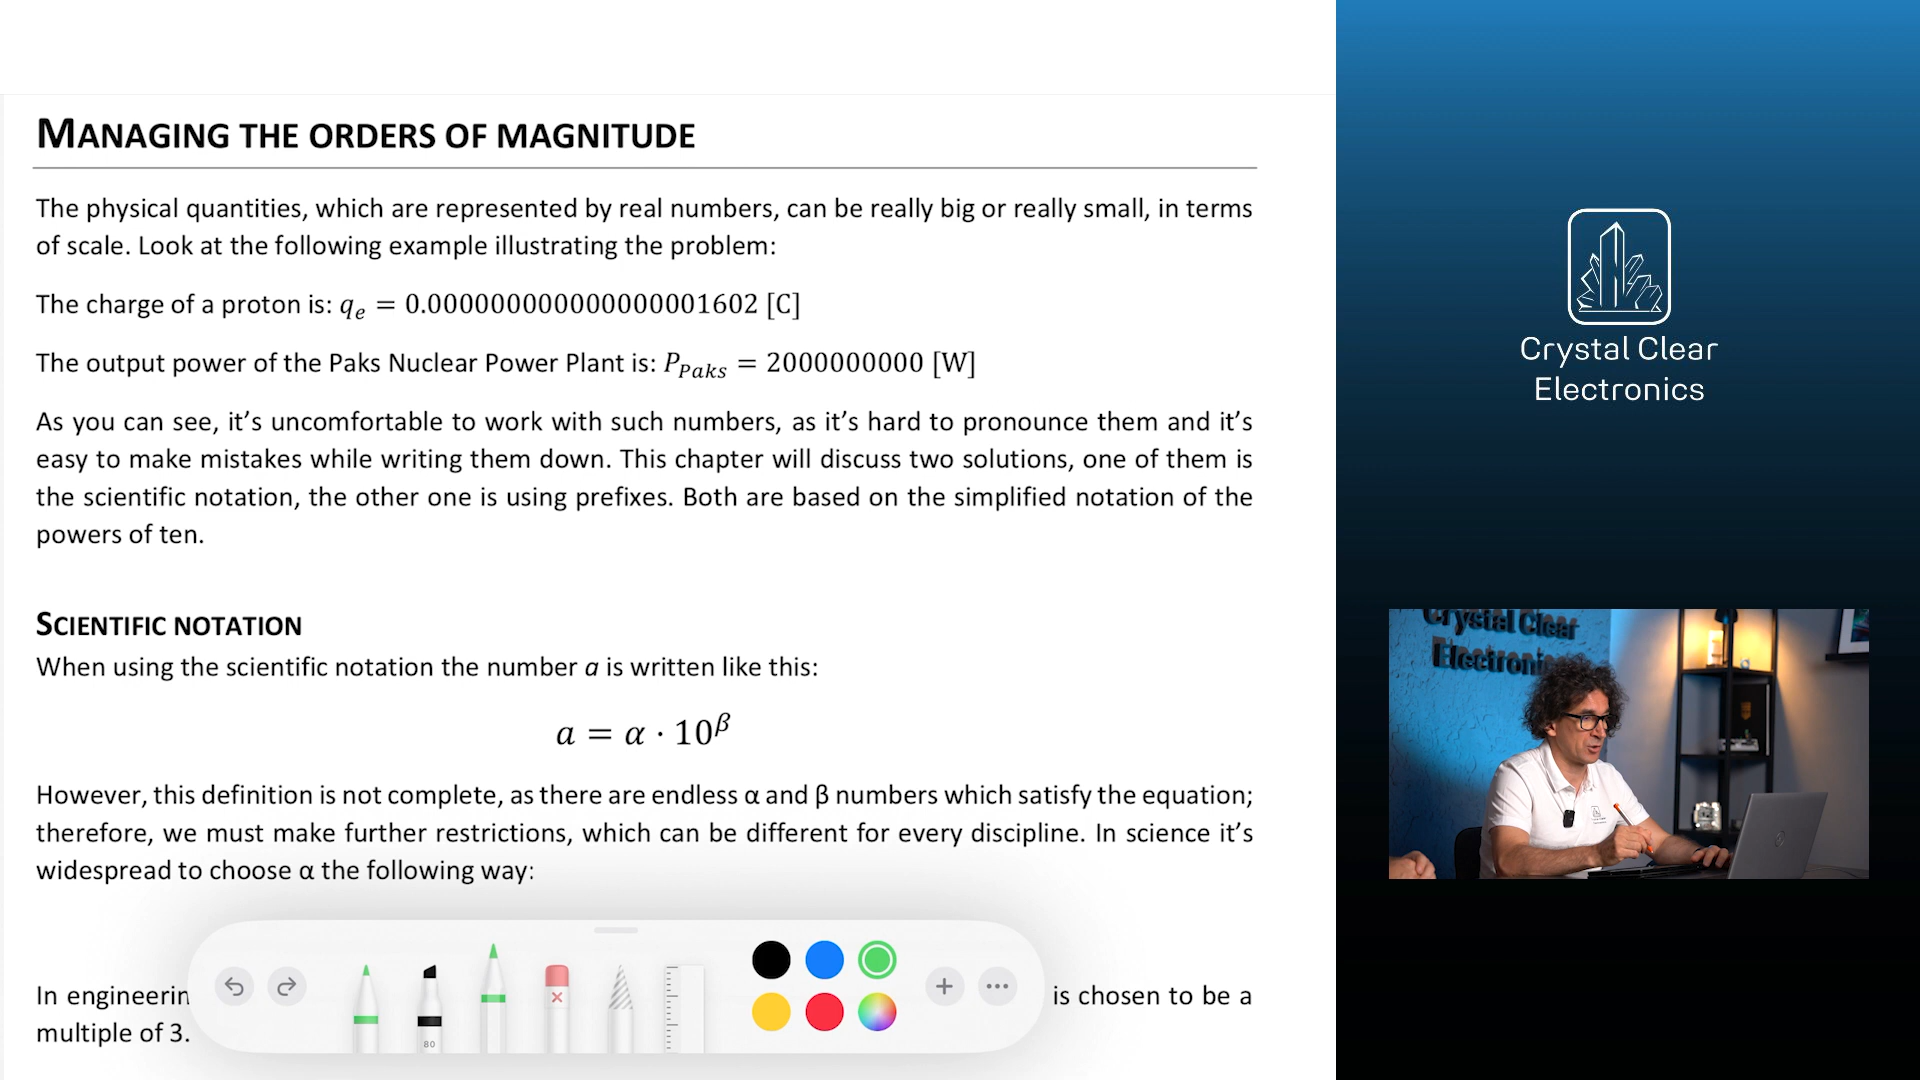 MANAGING THE ORDERS OF MAGNITUDE
The physical quantities, which are represented by real numbers, can be really big or really small, in terms
of scale. Look at the following example illustrating the problem:
The charge of a proton is: qₑ = 0.000000000000000001602 [C]
The output power of the Paks Nuclear Power Plant is: P_Paks = 2000000000 [W]
As you can see, it’s uncomfortable to work with such numbers, as it’s hard to pronounce them and it’s
easy to make mistakes while writing them down. This chapter will discuss two solutions, one of them is
the scientific notation, the other one is using prefixes. Both are based on the simplified notation of the
powers of ten.
SCIENTIFIC NOTATION
When using the scientific notation the number a is written like this:
a = α · 10^β
However, this definition is not complete, as there are endless α and β numbers which satisfy the equation;
therefore, we must make further restrictions, which can be different for every discipline. In science it’s
widespread to choose α the following way:
In engineerin is chosen to be a
multiple of 3.
80
Crystal Clear
Electronics
Crystal Clear
Electronic